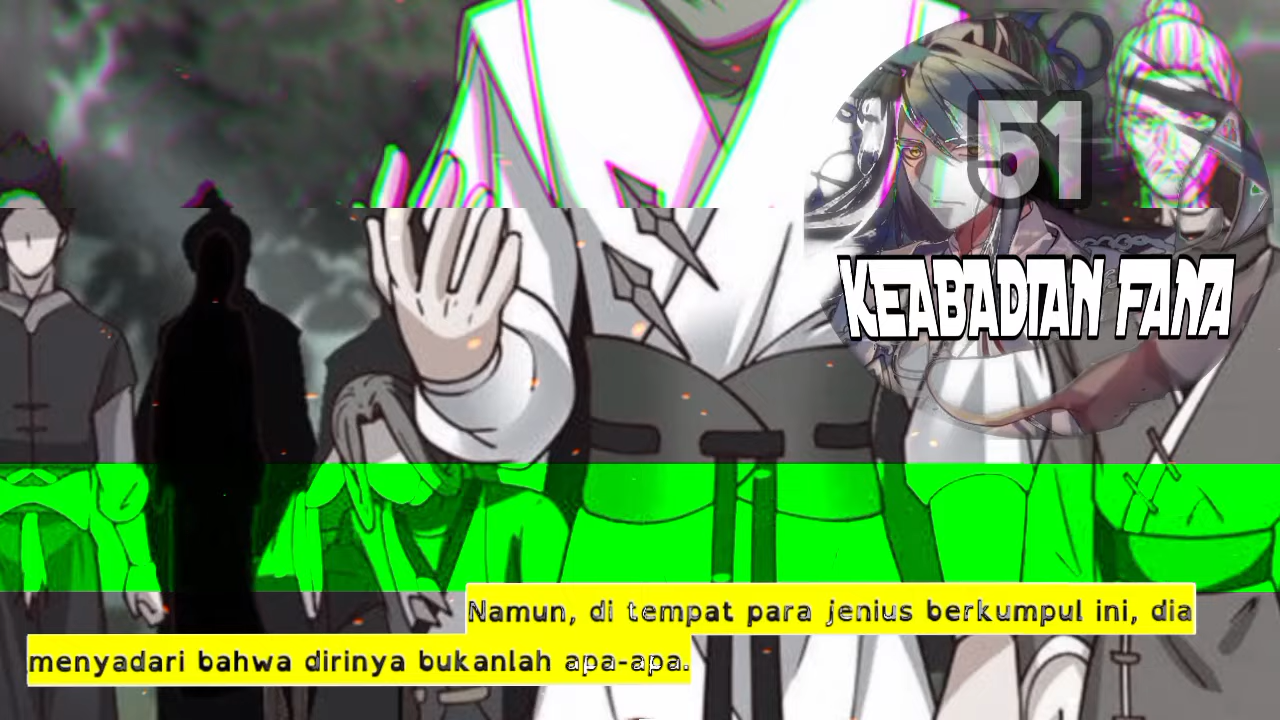 51
KEABADIAN FANA
Namun, di tempat para jenius berkumpul ini, dia
menyadari bahwa dirinya bukanlah apa-apa.